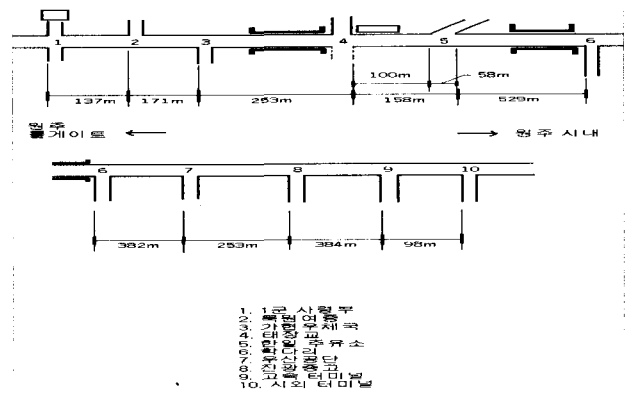 1 2 3 4 5 6
100m 58m
137m 171m 253m 158m 529m
원주
톨게이트 원주 시내
6 7 8 9 10
382m 253m 384m 98m
1. 1군 사령부
2. 북원여중
3. 가현우체국
4. 태장교
5. 한일 주유소
6. 학다리
7. 우산공단
8. 진광중고
9. 고속터미널
10. 시외 터미널